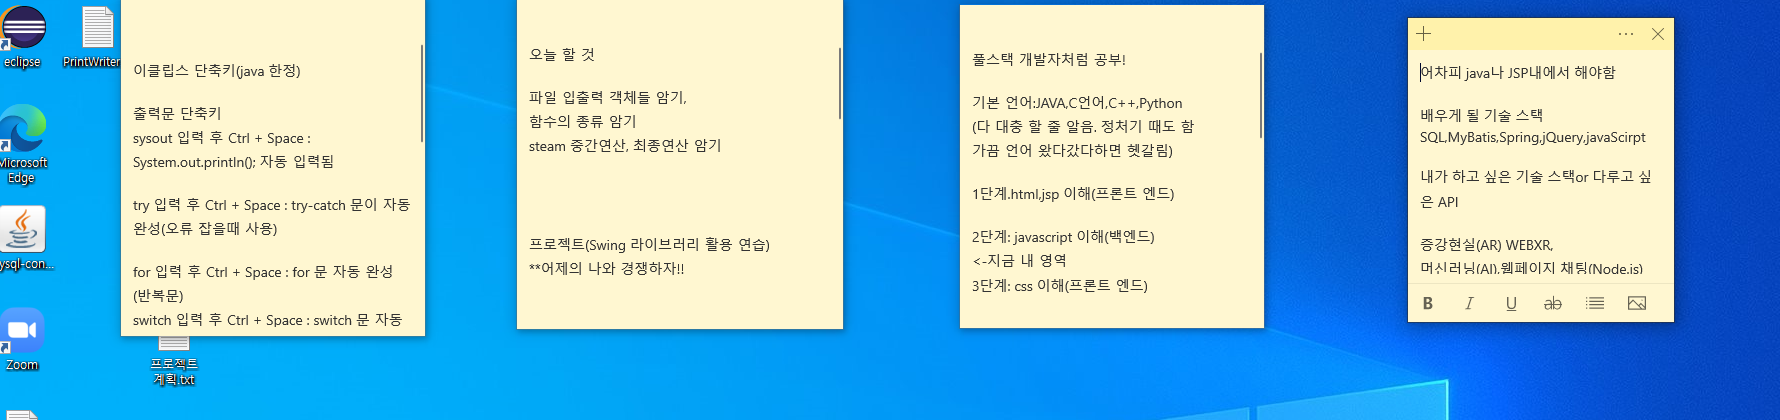 eclipse
PrintWriter
Microsoft
Edge
ysql-con...
Zoom
프로젝트
계획.txt
이클립스 단축키(java 한정)
출력문 단축키
sysout 입력 후 Ctrl + Space :
System.out.println(); 자동 입력됨
try 입력 후 Ctrl + Space : try-catch 문이 자동
완성(오류 잡을때 사용)
for 입력 후 Ctrl + Space : for 문 자동 완성
(반복문)
switch 입력 후 Ctrl + Space : switch 문 자동
오늘 할 것
파일 입출력 객체들 암기,
함수의 종류 암기
steam 중간연산, 최종연산 암기
프로젝트(Swing 라이브러리 활용 연습)
**어제의 나와 경쟁하자!!
풀스택 개발자처럼 공부!
기본 언어:JAVA,C언어,C++,Python
(다 대충 할 줄 알음. 정처기 때도 함
가끔 언어 왔다갔다하면 헷갈림)
1단계.html,jsp 이해(프론트 엔드)
2단계: javascript 이해(백엔드)
<-지금 내 영역
3단계: css 이해(프론트 엔드)
어차피 java나 JSP내에서 해야함
배우게 될 기술 스택
SQL,MyBatis,Spring,jQuery,javaScirpt
내가 하고 싶은 기술 스택or 다루고 싶
은 API
증강현실(AR) WEBXR,
머신러닝(AI),웹페이지 채팅(Node.js)
B I U ab